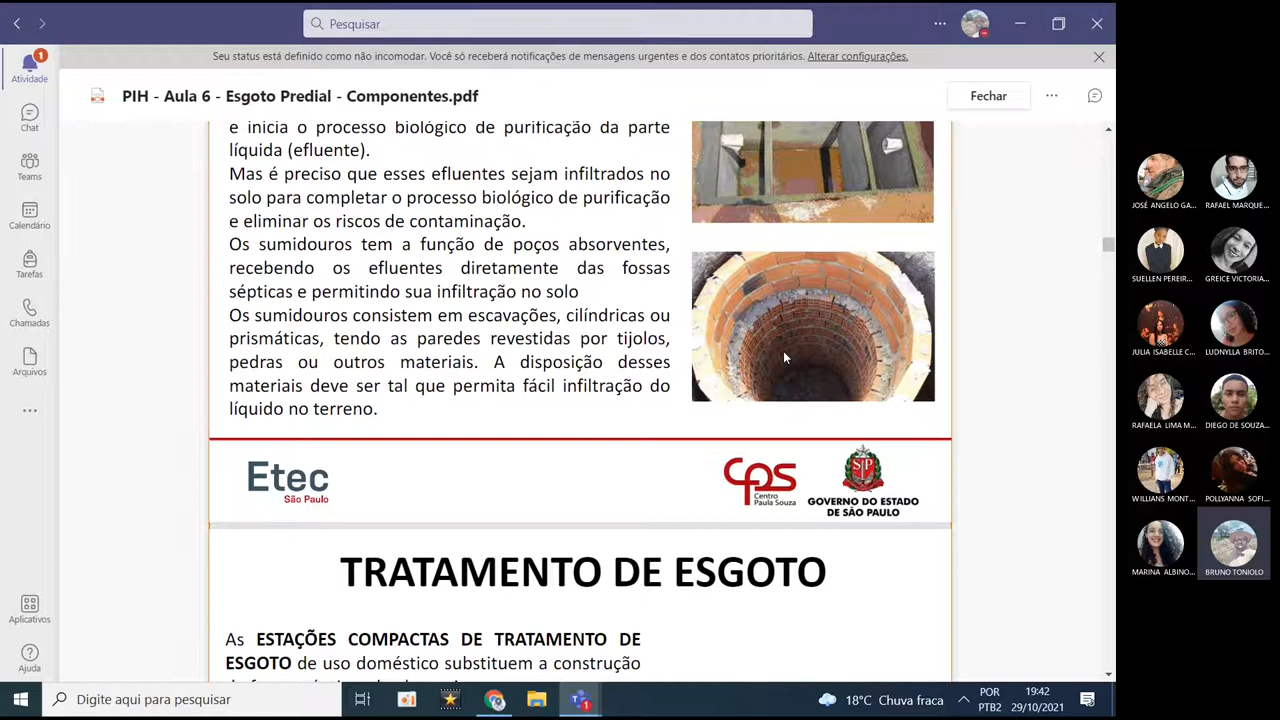 Pesquisar
Seu status está definido como não incomodar. Você só receberá notificações de mensagens urgentes e dos contatos prioritários. Alterar configurações.
1
Atividade
Chat
Teams
Calendário
Tarefas
Chamadas
Arquivos
Aplicativos
Ajuda
PIH - Aula 6 - Esgoto Predial - Componentes.pdf
Fechar
e inicia o processo biológico de purificação da parte
líquida (efluente).
Mas é preciso que esses efluentes sejam infiltrados no
solo para completar o processo biológico de purificação
e eliminar os riscos de contaminação.
Os sumidouros tem a função de poços absorventes,
recebendo os efluentes diretamente das fossas
sépticas e permitindo sua infiltração no solo
Os sumidouros consistem em escavações, cilíndricas ou
prismáticas, tendo as paredes revestidas por tijolos,
pedras ou outros materiais. A disposição desses
materiais deve ser tal que permita fácil infiltração do
líquido no terreno.
Etec
São Paulo
CPS
Centro
Paula Souza
SP
GOVERNO DO ESTADO
DE SÃO PAULO
TRATAMENTO DE ESGOTO
As ESTAÇÕES COMPACTAS DE TRATAMENTO DE
ESGOTO de uso doméstico substituem a construção
JOSÉ ANGELO GA...
RAFAEL MARQUE...
SUELLEN PEREIR...
GREICE VICTORIA...
JULIA ISABELLE C...
LUDNYLLA BRITO...
RAFAELA LIMA M...
DIEGO DE SOUZA...
WILLIANS MONT...
POLLYANNA SOFI...
MARINA ALBINO...
BRUNO TONIOLO
Digite aqui para pesquisar
1
18°C Chuva fraca
POR
PTB2
19:42
29/10/2021